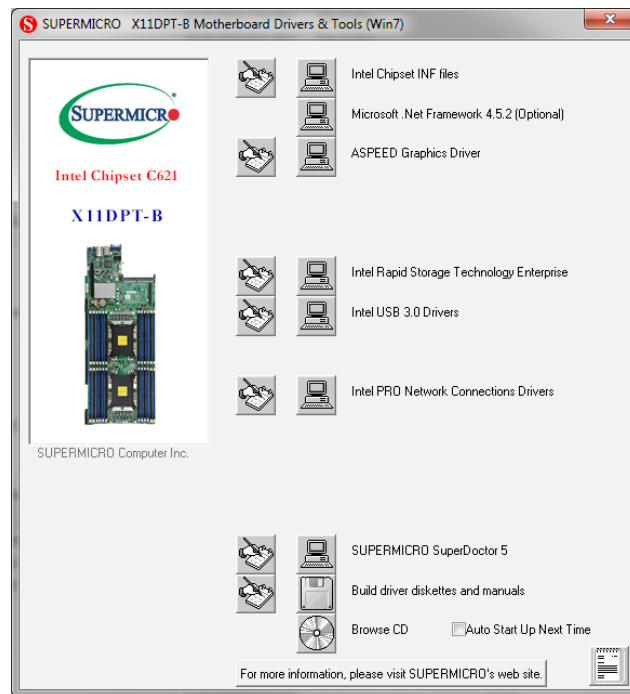 SUPERMICRO X11DPT-B Motherboard Drivers & Tools (Win7)
SUPERMICRO
Intel Chipset C621
X11DPT-B
SUPERMICRO Computer Inc.
Intel Chipset INF files
Microsoft .Net Framework 4.5.2 (Optional)
ASPEED Graphics Driver
Intel Rapid Storage Technology Enterprise
Intel USB 3.0 Drivers
Intel PRO Network Connections Drivers
SUPERMICRO SuperDoctor 5
Build driver diskettes and manuals
Browse CD Auto Start Up Next Time
For more information, please visit SUPERMICRO's web site.